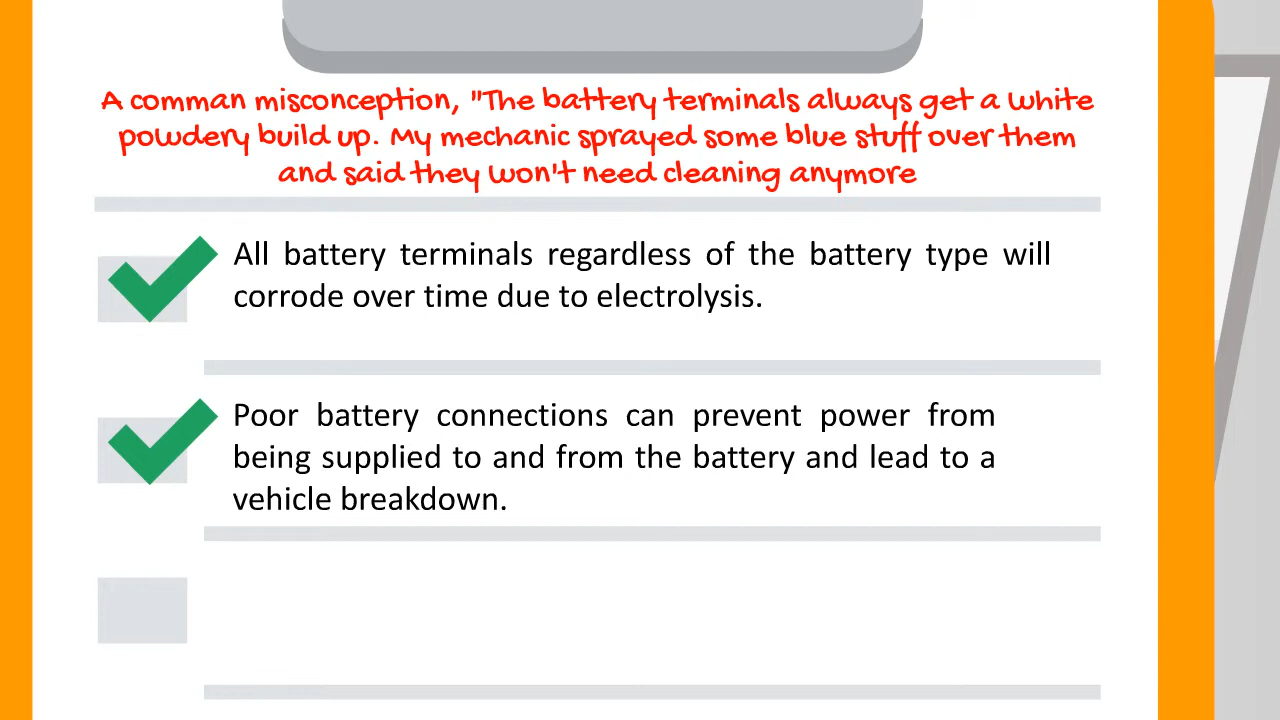 A comman misconception, "The battery terminals always get a white
powdery build up. My mechanic sprayed some blue stuff over them
and said they won't need cleaning anymore
All battery terminals regardless of the battery type will
corrode over time due to electrolysis.
Poor battery connections can prevent power from
being supplied to and from the battery and lead to a
vehicle breakdown.